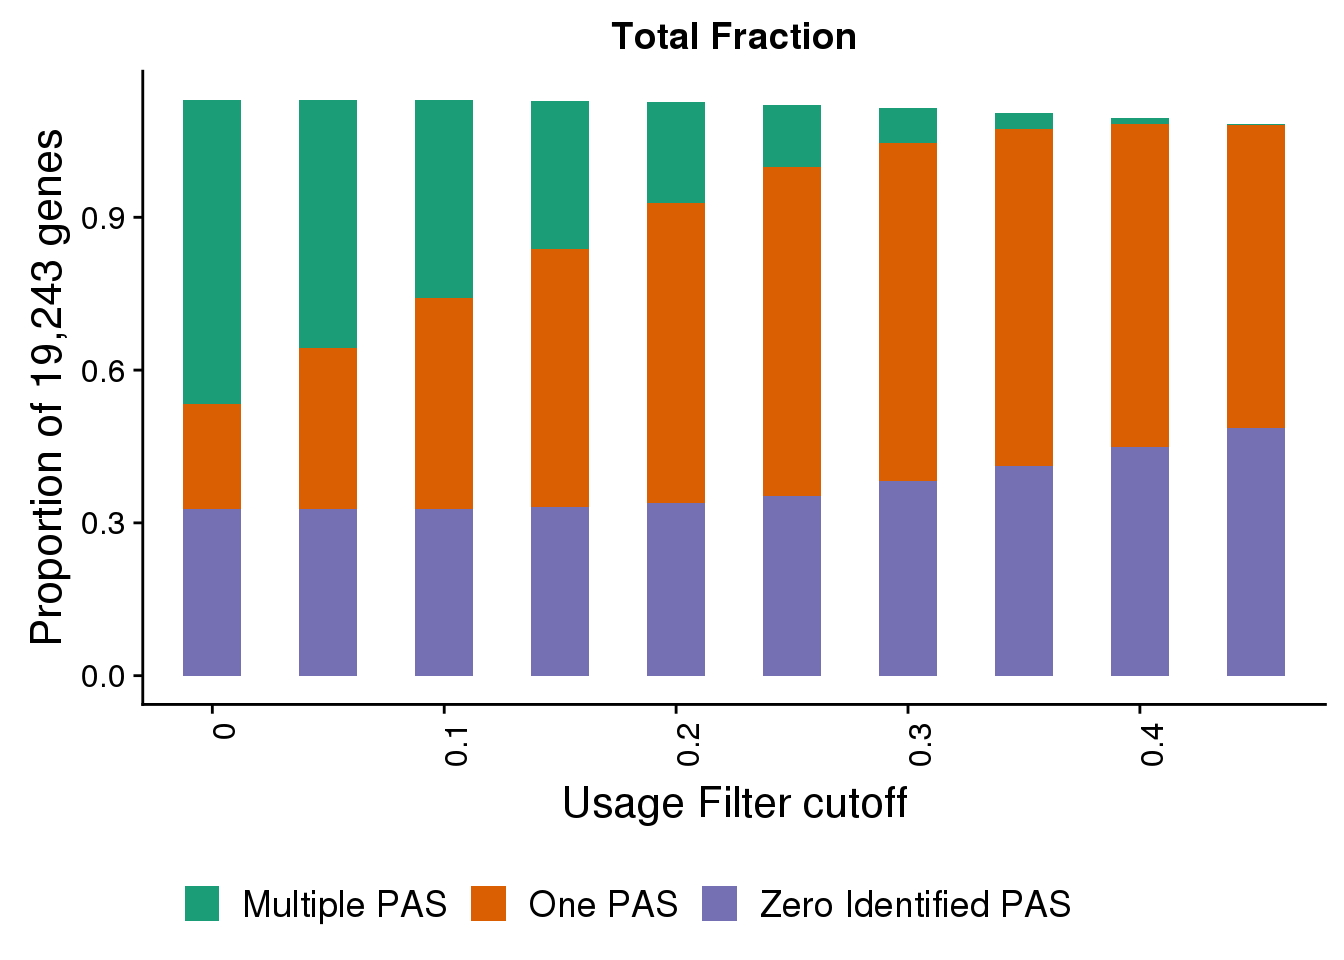 Total Fraction
Proportion of 19,243 genes
0.9
0.6
0.3
0.0
0
0.1
0.2
0.3
0.4
Usage Filter cutoff
Multiple PAS
One PAS
Zero Identified PAS